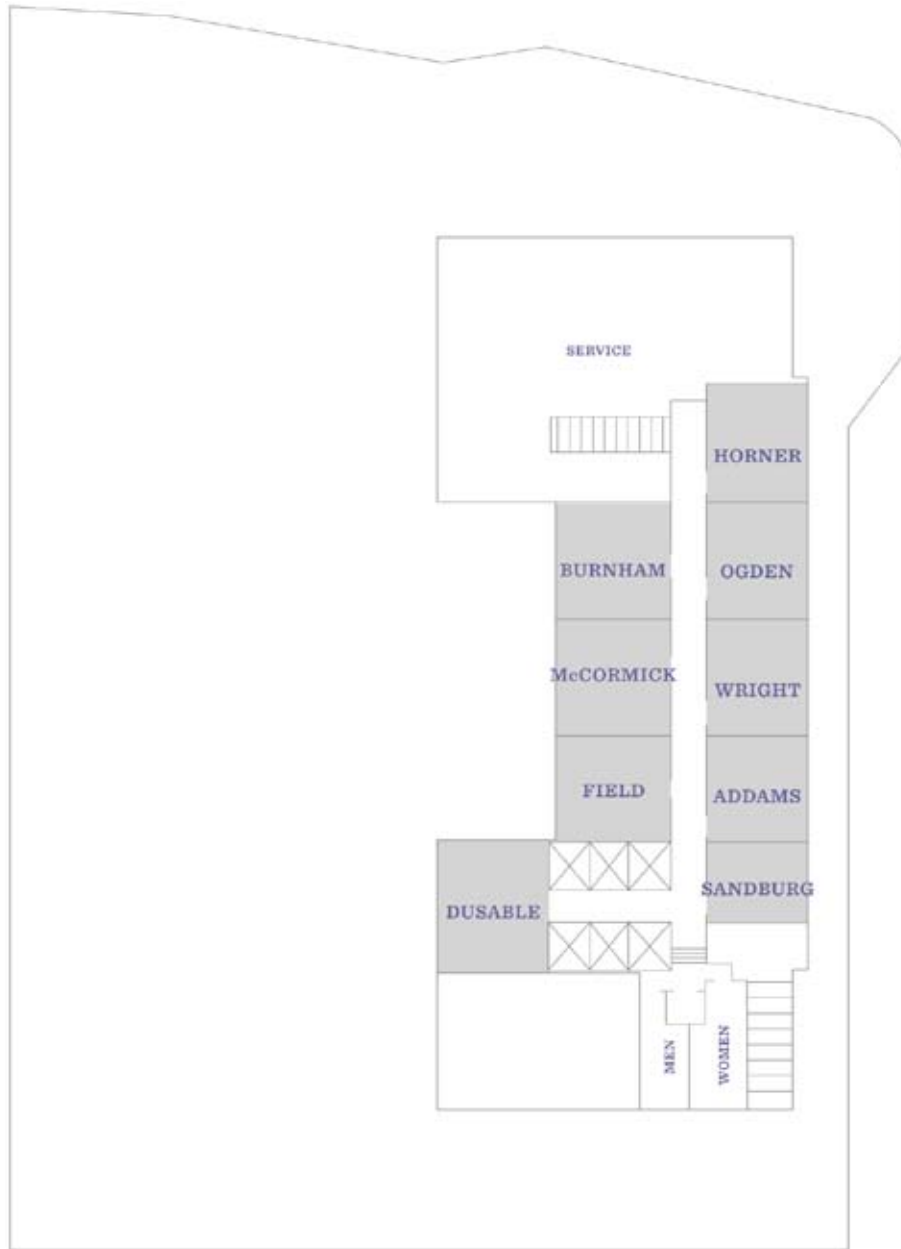 SERVICE
HORNER
BURNHAM
OGDEN
McCORMICK
WRIGHT
FIELD
ADDAMS
SANDBURG
DUSABLE
MEN
WOMEN